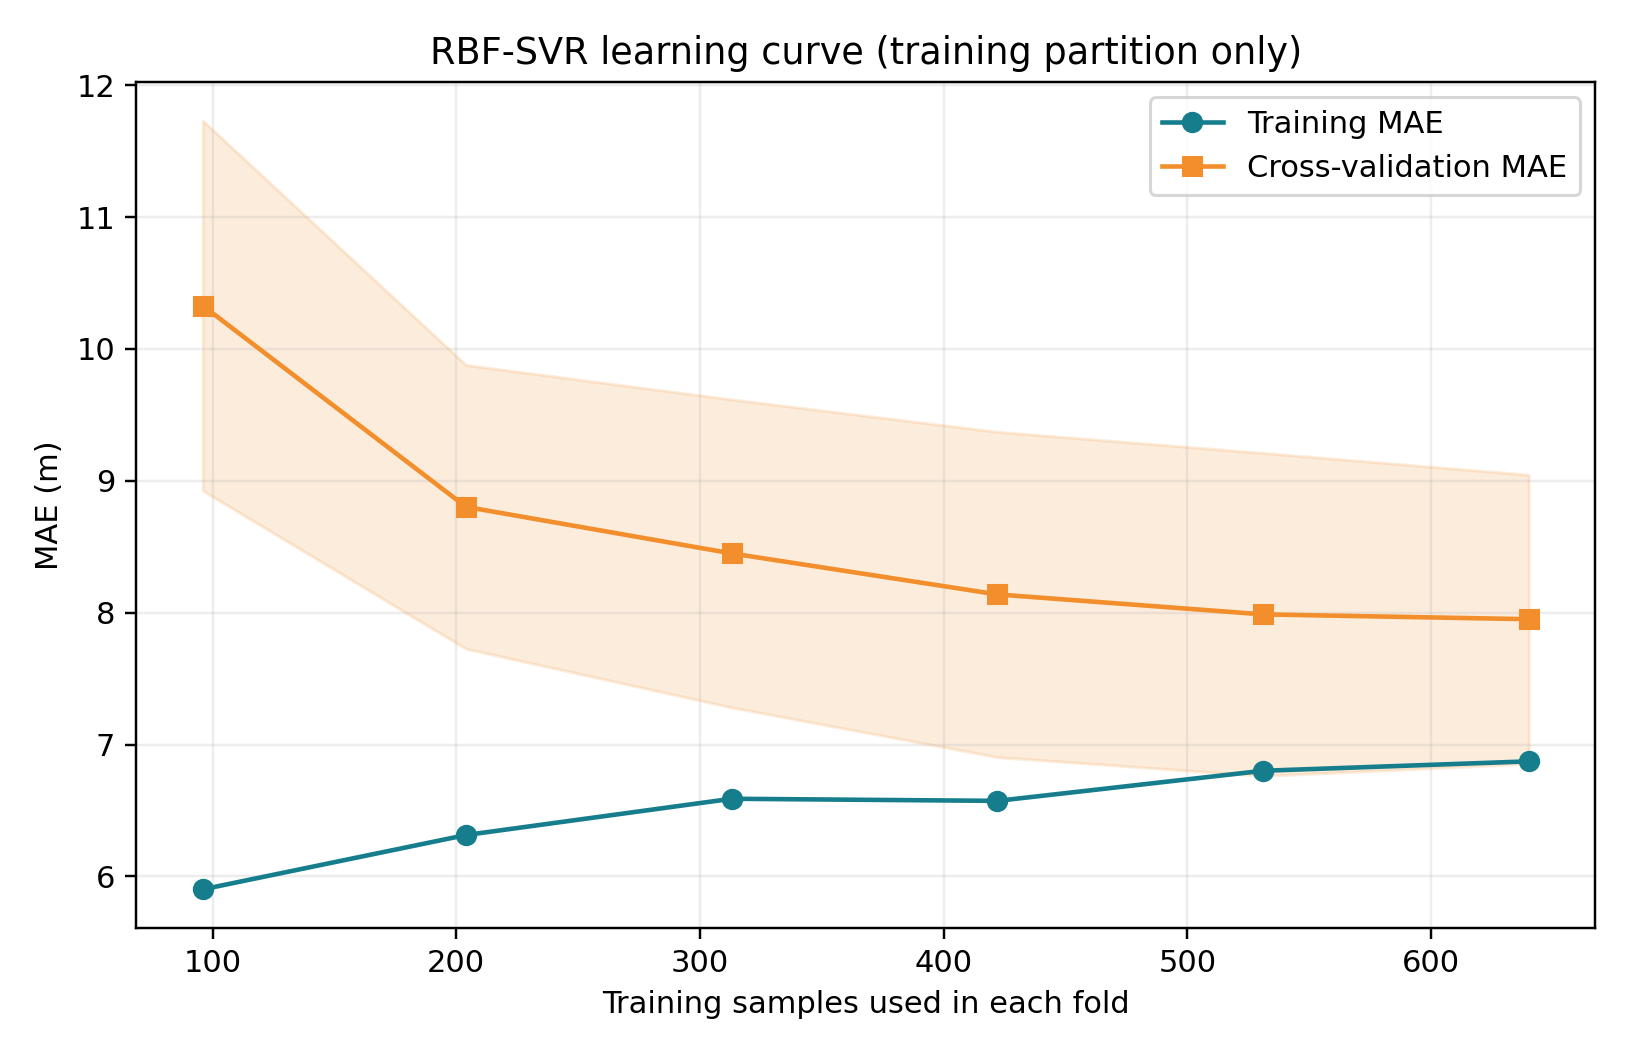 RBF-SVR learning curve (training partition only)
12
11
10
9
8
7
6
MAE (m)
Training MAE
Cross-validation MAE
100 200 300 400 500 600
Training samples used in each fold